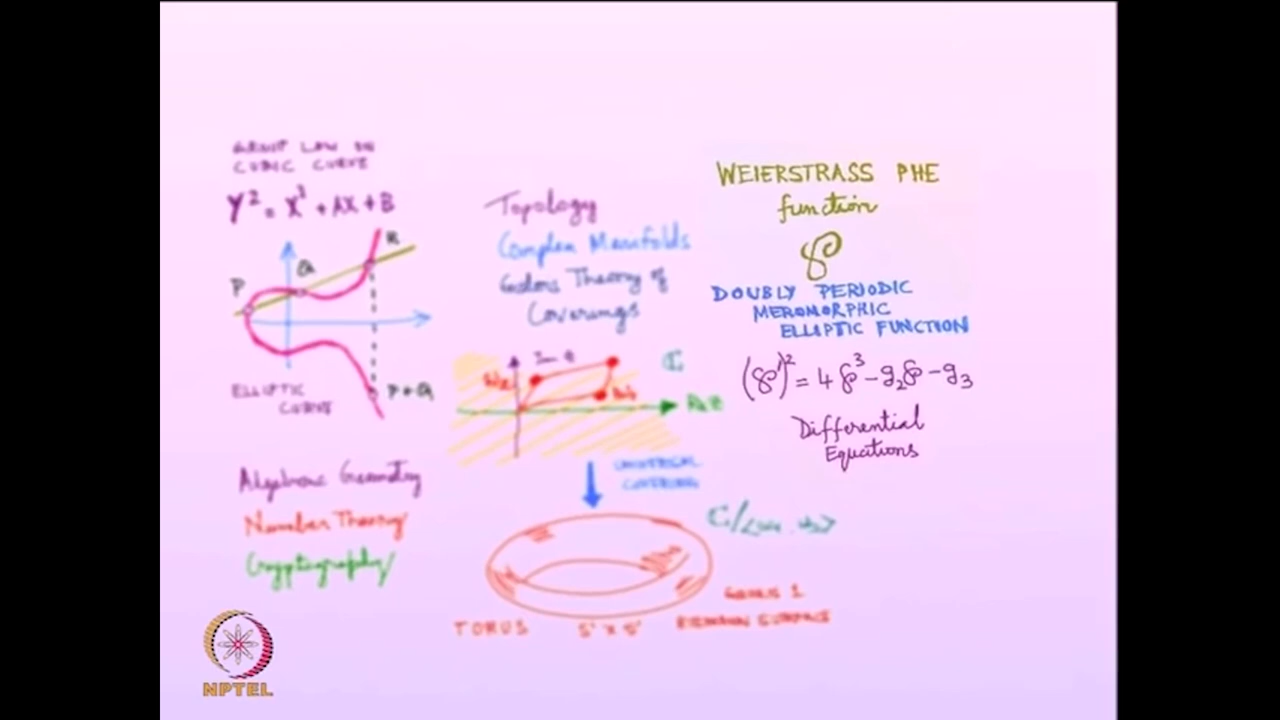 GROUP LAW ON
CUBIC CURVE
Y² = X³ + AX + B
R
Q
P
P + Q
ELLIPTIC
CURVE
Algebraic Geometry
Number Theory
Cryptography
Topology
Complex Manifolds
Galois Theory of
Coverings
ℂ
UNIVERSAL
COVERING
TORUS
S¹ X S¹
GENUS 1
RIEMANN SURFACE
WEIERSTRASS PHE
function
℘
DOUBLY PERIODIC
MEROMORPHIC
ELLIPTIC FUNCTION
(℘')² = 4℘³ - g₂℘ - g₃
Differential
Equations
NPTEL